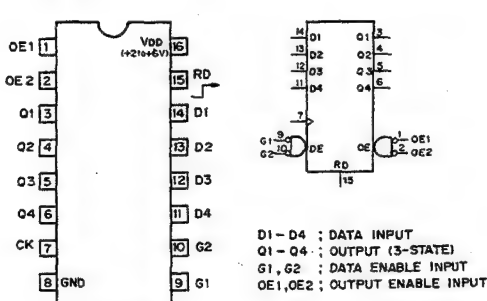 OE1 1
VDD
(+2to+6V)
16
OE2 2
15 RD
Q1 3
14 D1
Q2 4
13 D2
Q3 5
12 D3
Q4 6
11 D4
CK 7
10 G2
8 GND
9 G1
14 D1 Q1 3
13 D2 Q2 4
12 D3 Q3 5
11 D4 Q4 6
7
G1 9 DE OE 1 OE1
G2 10 2 OE2
RD
15
D1-D4 ; DATA INPUT
Q1-Q4 ; OUTPUT (3-STATE)
G1,G2 ; DATA ENABLE INPUT
OE1,OE2 ; OUTPUT ENABLE INPUT